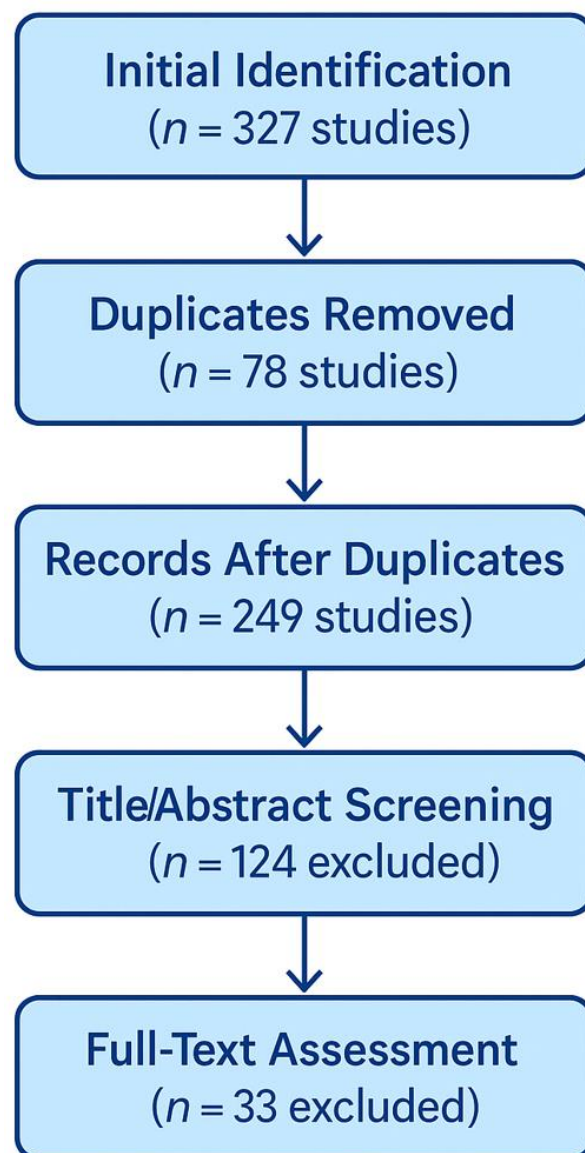 Initial Identification
(n = 327 studies)
Duplicates Removed
(n = 78 studies)
Records After Duplicates
(n = 249 studies)
Title/Abstract Screening
(n = 124 excluded)
Full-Text Assessment
(n = 33 excluded)